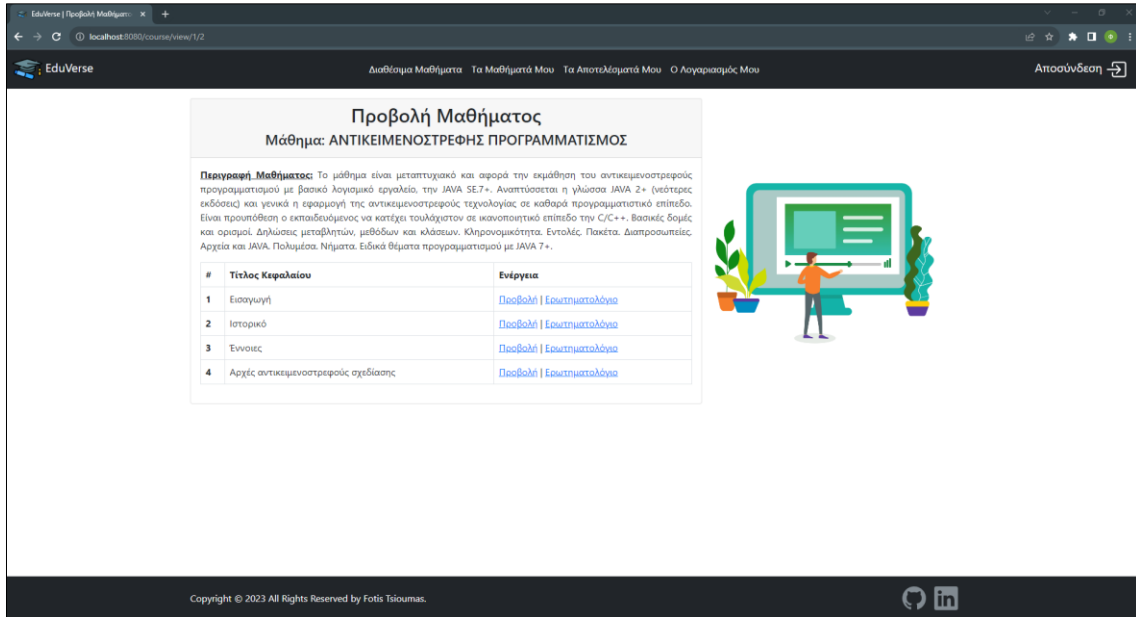 EduVerse | Προβολή Μαθήματο
localhost:8080/course/view/1/2
EduVerse
Διαθέσιμα Μαθήματα Τα Μαθήματά Μου Τα Αποτελέσματά Μου Ο Λογαριασμός Μου
Αποσύνδεση
Προβολή Μαθήματος
Μάθημα: ΑΝΤΙΚΕΙΜΕΝΟΣΤΡΕΦΗΣ ΠΡΟΓΡΑΜΜΑΤΙΣΜΟΣ
Περιγραφή Μαθήματος: Το μάθημα είναι μεταπτυχιακό και αφορά την εκμάθηση του αντικειμενοστρεφούς
προγραμματισμού με βασικό λογισμικό εργαλείο, την JAVA SE.7+. Αναπτύσσεται η γλώσσα JAVA 2+ (νεότερες
εκδόσεις) και γενικά η εφαρμογή της αντικειμενοστρεφούς τεχνολογίας σε καθαρά προγραμματιστικό επίπεδο.
Είναι προυπόθεση ο εκπαιδευόμενος να κατέχει τουλάχιστον σε ικανοποιητικό επίπεδο την C/C++. Βασικές δομές
και ορισμοί. Δηλώσεις μεταβλητών, μεθόδων και κλάσεων. Κληρονομικότητα. Εντολές. Πακέτα. Διαπροσωπείες.
Αρχεία και JAVA. Πολυμέσα. Νήματα. Ειδικά θέματα προγραμματισμού με JAVA 7+.
# Τίτλος Κεφαλαίου Ενέργεια
1 Εισαγωγή Προβολή | Ερωτηματολόγιο
2 Ιστορικό Προβολή | Ερωτηματολόγιο
3 Έννοιες Προβολή | Ερωτηματολόγιο
4 Αρχές αντικειμενοστρεφούς σχεδίασης Προβολή | Ερωτηματολόγιο
Copyright © 2023 All Rights Reserved by Fotis Tsioumas.
in